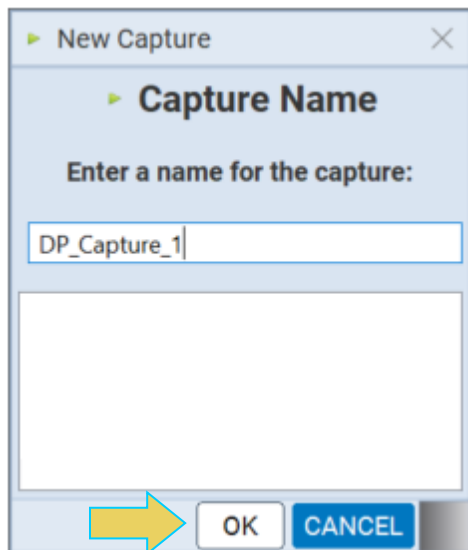 New Capture
Capture Name
Enter a name for the capture:
DP_Capture_1
OK CANCEL